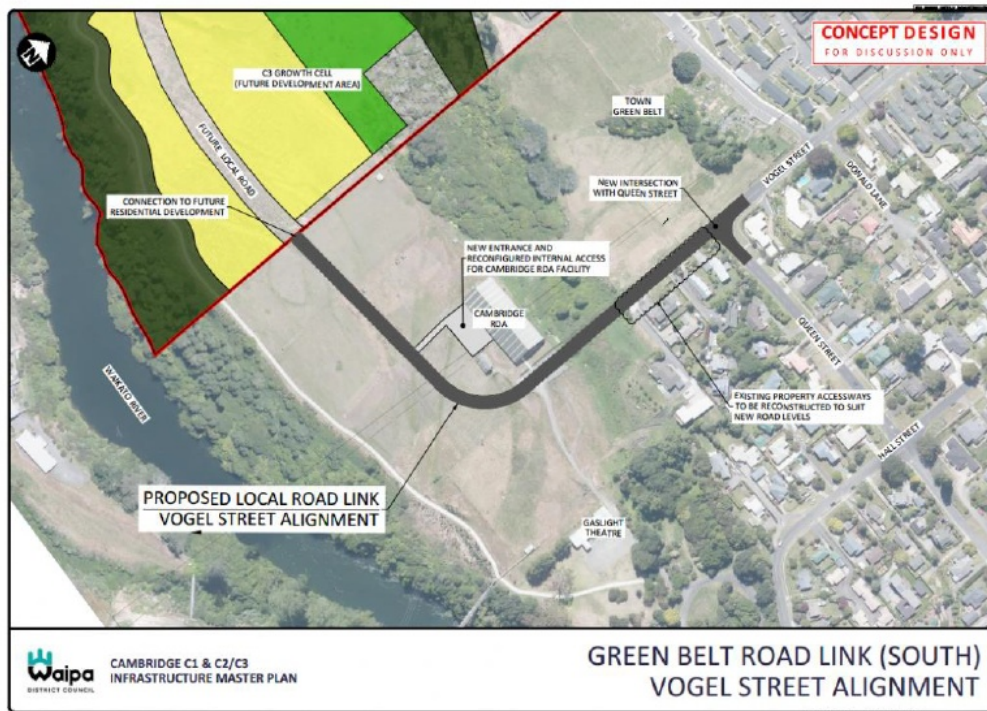 CONCEPT DESIGN
FOR DISCUSSION ONLY
N
C3 GROWTH CELL
(FUTURE DEVELOPMENT AREA)
TOWN
GREEN BELT
VOGEL STREET
DONALD LANE
FUTURE LOCAL ROAD
NEW INTERSECTION
WITH QUEEN STREET
CONNECTION TO FUTURE
RESIDENTIAL DEVELOPMENT
NEW ENTRANCE AND
RECONFIGURED INTERNAL ACCESS
FOR CAMBRIDGE RDA FACILITY
CAMBRIDGE
RDA
QUEEN STREET
WAIKATO RIVER
EXISTING PROPERTY ACCESSWAYS
TO BE RECONSTRUCTED TO SUIT
NEW ROAD LEVELS
HALL STREET
PROPOSED LOCAL ROAD LINK
VOGEL STREET ALIGNMENT
GASLIGHT
THEATRE
Waipa
DISTRICT COUNCIL
CAMBRIDGE C1 & C2/C3
INFRASTRUCTURE MASTER PLAN
GREEN BELT ROAD LINK (SOUTH)
VOGEL STREET ALIGNMENT